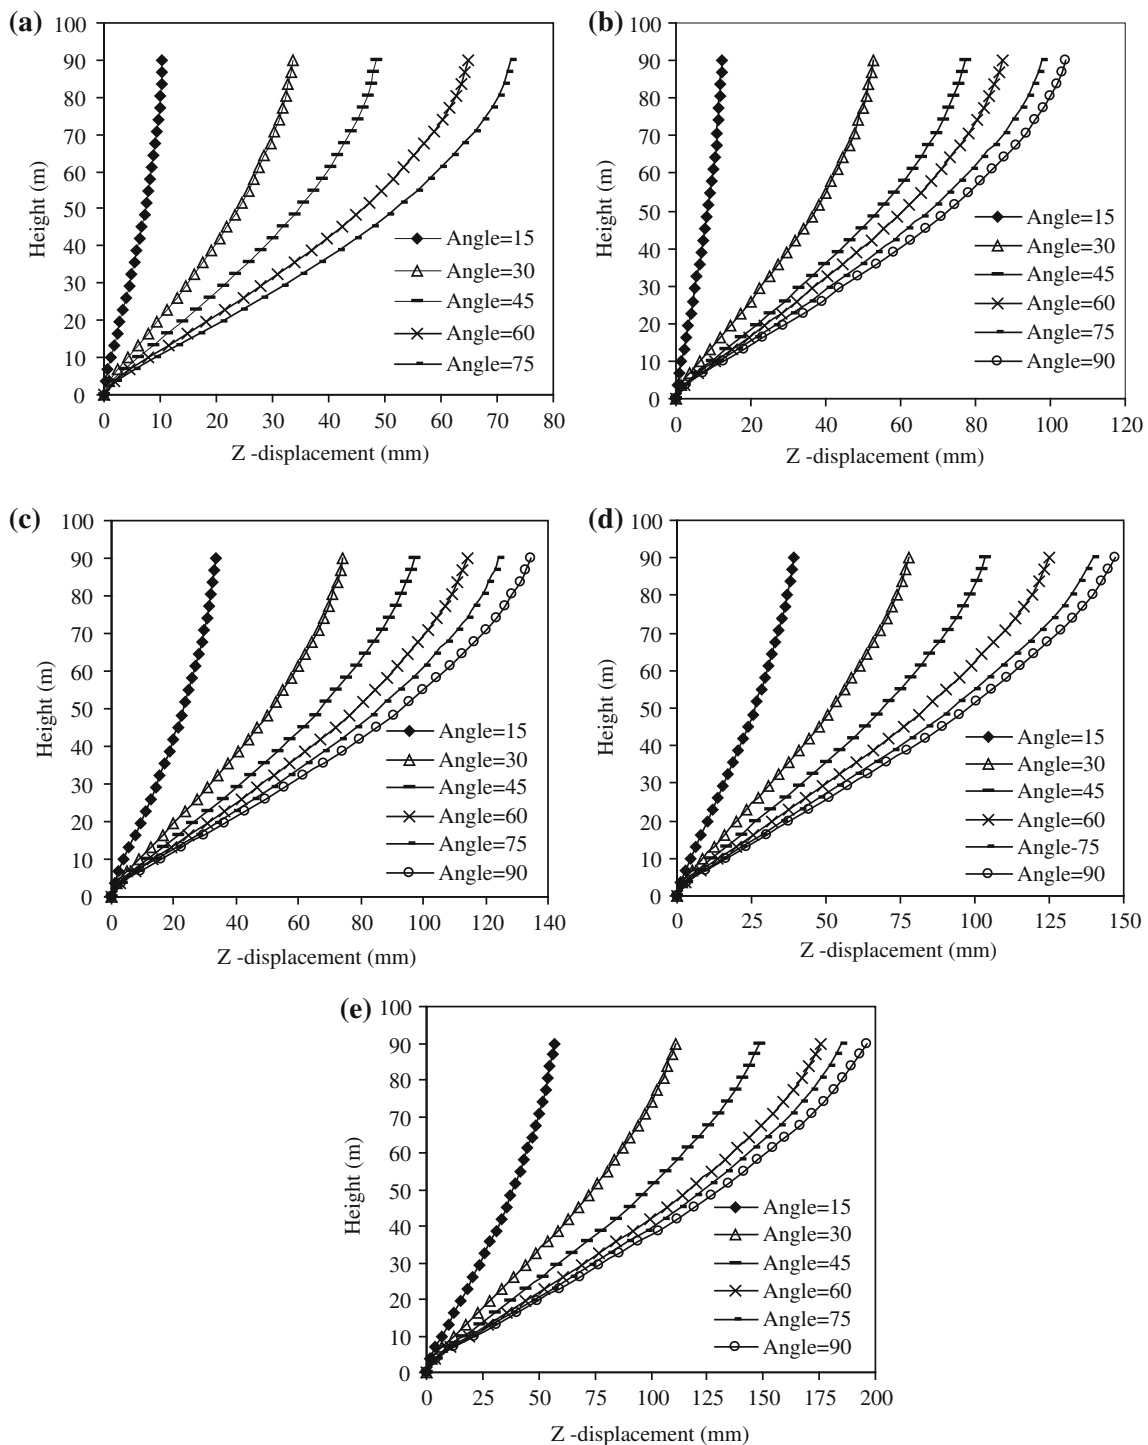 (a)
100
90
80
70
60
50
40
30
20
10
0
Height (m)
0 10 20 30 40 50 60 70 80
Z -displacement (mm)
Angle=15
Angle=30
Angle=45
Angle=60
Angle=75
(b)
100
90
80
70
60
50
40
30
20
10
0
Height (m)
0 20 40 60 80 100 120
Z -displacement (mm)
Angle=15
Angle=30
Angle=45
Angle=60
Angle=75
Angle=90
(c)
100
90
80
70
60
50
40
30
20
10
0
Height (m)
0 20 40 60 80 100 120 140
Z -displacement (mm)
Angle=15
Angle=30
Angle=45
Angle=60
Angle=75
Angle=90
(d)
100
90
80
70
60
50
40
30
20
10
0
Height (m)
0 25 50 75 100 125 150
Z -displacement (mm)
Angle=15
Angle=30
Angle=45
Angle=60
Angle-75
Angle=90
(e)
100
90
80
70
60
50
40
30
20
10
0
Height (m)
0 25 50 75 100 125 150 175 200
Z -displacement (mm)
Angle=15
Angle=30
Angle=45
Angle=60
Angle=75
Angle=90